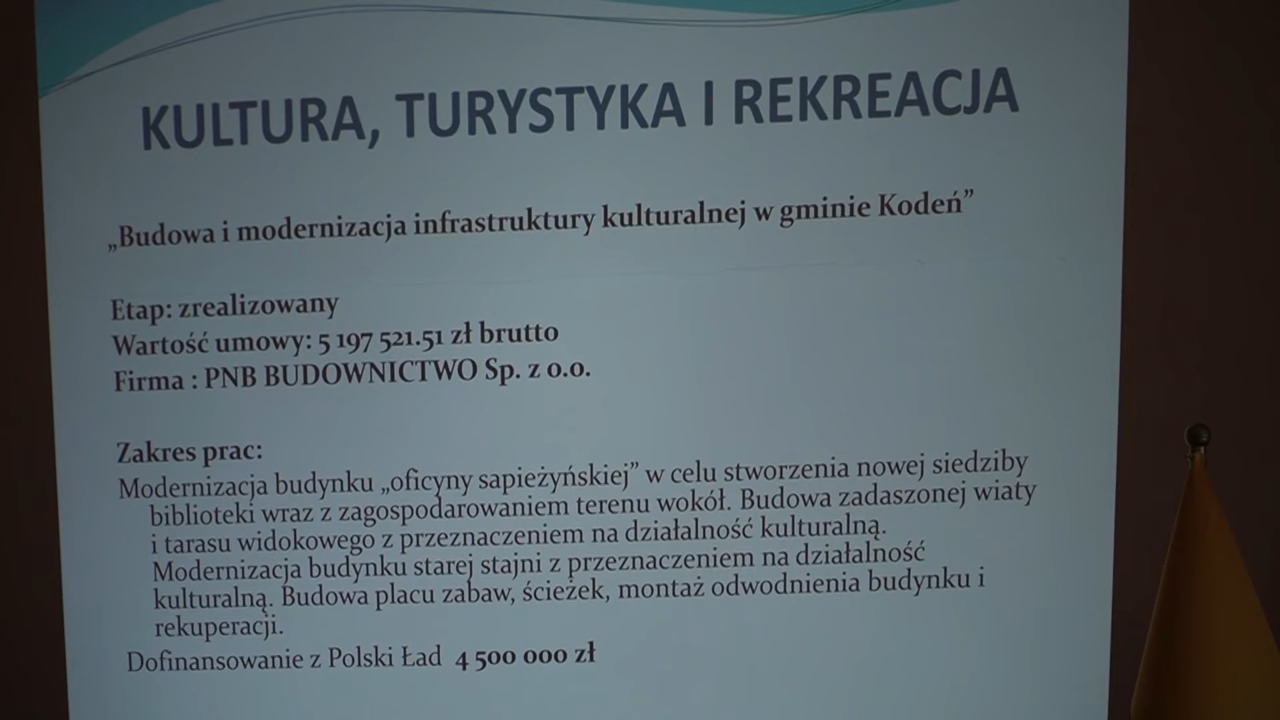 KULTURA, TURYSTYKA I REKREACJA
„Budowa i modernizacja infrastruktury kulturalnej w gminie Kodeń”
Etap: zrealizowany
Wartość umowy: 5 197 521.51 zł brutto
Firma : PNB BUDOWNICTWO Sp. z o.o.
Zakres prac:
Modernizacja budynku „oficyny sapieżyńskiej” w celu stworzenia nowej siedziby
biblioteki wraz z zagospodarowaniem terenu wokół. Budowa zadaszonej wiaty
i tarasu widokowego z przeznaczeniem na działalność kulturalną.
Modernizacja budynku starej stajni z przeznaczeniem na działalność
kulturalną. Budowa placu zabaw, ścieżek, montaż odwodnienia budynku i
rekuperacji.
Dofinansowanie z Polski Ład 4 500 000 zł